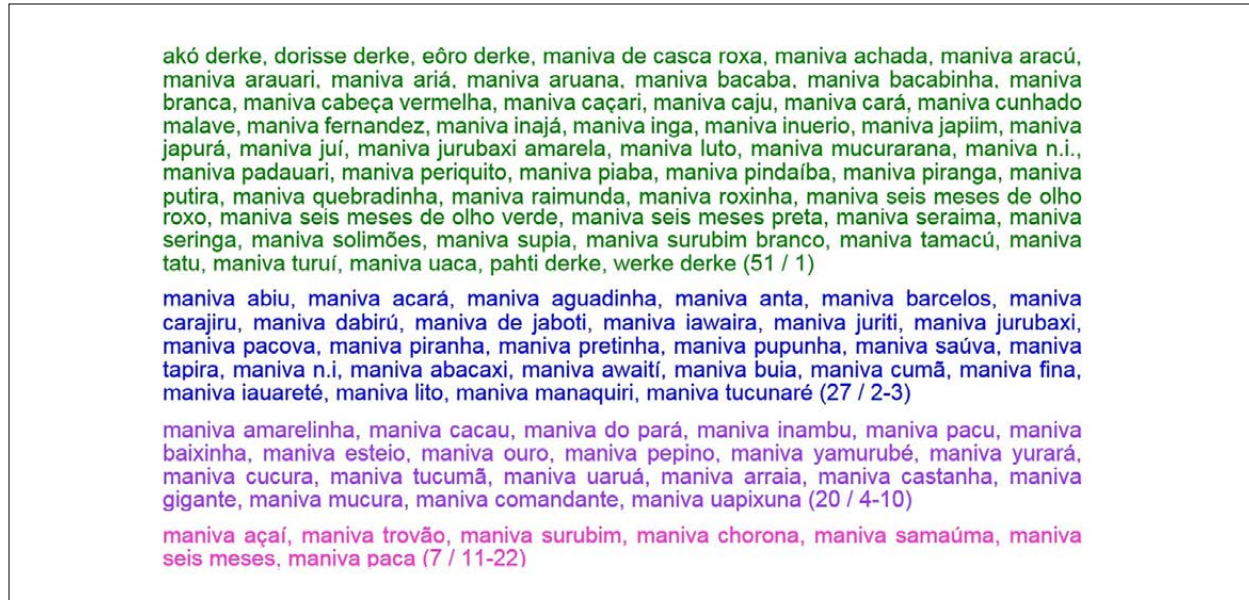 akó derke, dorisse derke, eôro derke, maniva de casca roxa, maniva achada, maniva aracú,
maniva arauari, maniva ariá, maniva aruana, maniva bacaba, maniva bacabinha, maniva
branca, maniva cabeça vermelha, maniva caçari, maniva caju, maniva cará, maniva cunhado
malave, maniva fernandez, maniva inajá, maniva inga, maniva inuerio, maniva japiim, maniva
japurá, maniva juí, maniva jurubaxi amarela, maniva luto, maniva mucurarana, maniva n.i.,
maniva padauari, maniva periquito, maniva piaba, maniva pindaíba, maniva piranga, maniva
putira, maniva quebradinha, maniva raimunda, maniva roxinha, maniva seis meses de olho
roxo, maniva seis meses de olho verde, maniva seis meses preta, maniva seraima, maniva
seringa, maniva solimões, maniva supia, maniva surubim branco, maniva tamacú, maniva
tatu, maniva turuí, maniva uaca, pahti derke, werke derke (51 / 1)
maniva abiu, maniva acará, maniva aguadinha, maniva anta, maniva barcelos, maniva
carajiru, maniva dabirú, maniva de jaboti, maniva iawaira, maniva juriti, maniva jurubaxi,
maniva pacova, maniva piranha, maniva pretinha, maniva pupunha, maniva saúva, maniva
tapira, maniva n.i, maniva abacaxi, maniva awaití, maniva buia, maniva cumã, maniva fina,
maniva iauareté, maniva lito, maniva manaquiri, maniva tucunaré (27 / 2-3)
maniva amarelinha, maniva cacau, maniva do pará, maniva inambu, maniva pacu, maniva
baixinha, maniva esteio, maniva ouro, maniva pepino, maniva yamurubé, maniva yurará,
maniva cucura, maniva tucumã, maniva uaruá, maniva arraia, maniva castanha, maniva
gigante, maniva mucura, maniva comandante, maniva uapixuna (20 / 4-10)
maniva açaí, maniva trovão, maniva surubim, maniva chorona, maniva samaúma, maniva
seis meses, maniva paca (7 / 11-22)